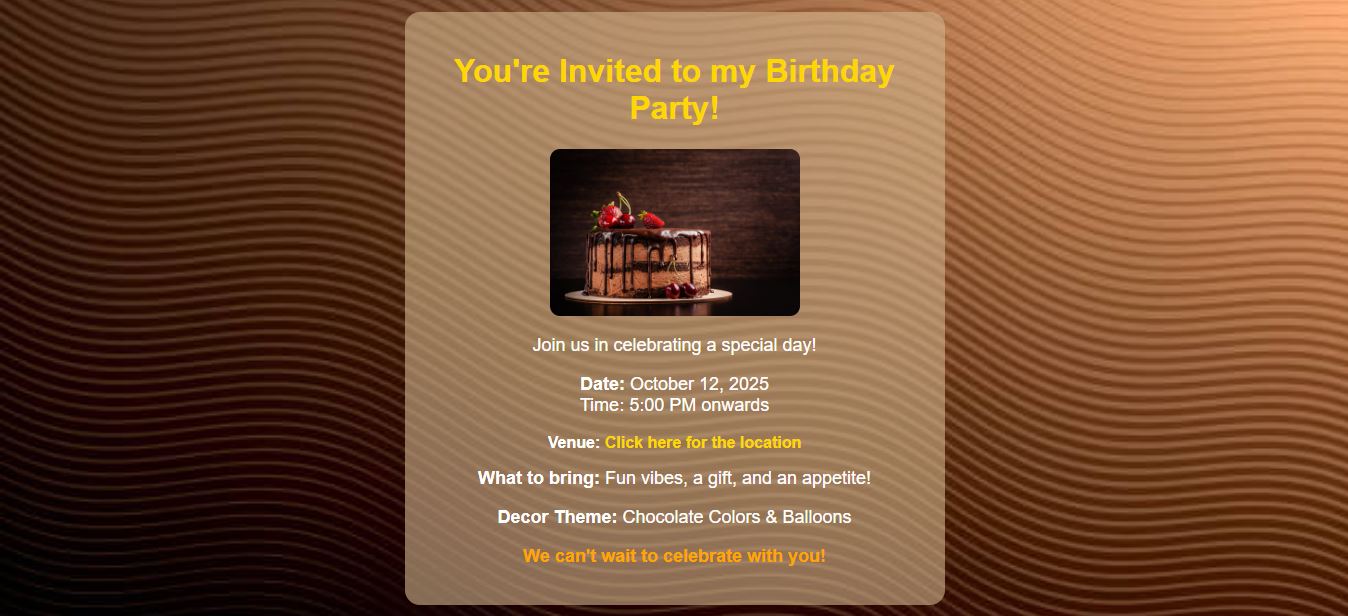 You're Invited to my Birthday
Party!
Join us in celebrating a special day!
Date: October 12, 2025
Time: 5:00 PM onwards
Venue: Click here for the location
What to bring: Fun vibes, a gift, and an appetite!
Decor Theme: Chocolate Colors & Balloons
We can't wait to celebrate with you!